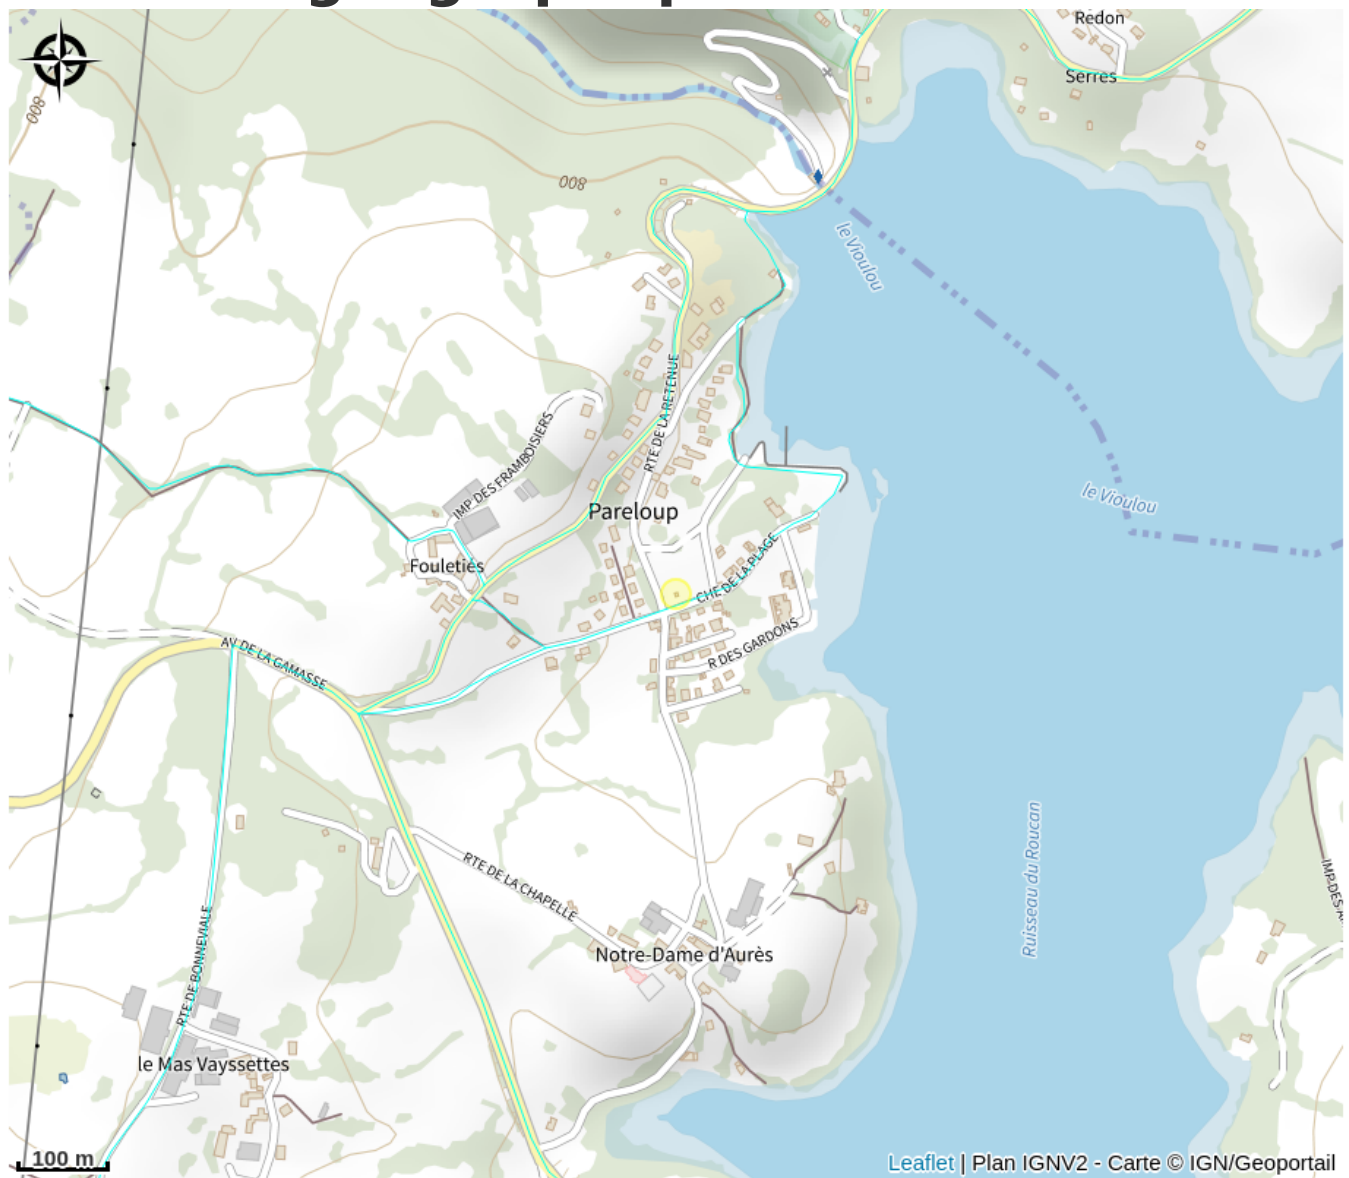 Redon
Serres
800
800
le Vioulou
RTE DE LA RETENUE
IMP DES FRAMBOISIERS
le Vioulou
Pareloup
Fouletiès
CHE DE LA PLAGE
R DES GARDONS
AV DE LA GAMASSE
RTE DE LA CHAPELLE
Ruisseau du Roucan
RTE DE BONNEVIALE
Notre-Dame d'Aurès
le Mas Vayssettes
100 m
Leaflet | Plan IGNV2 - Carte © IGN/Geoportail